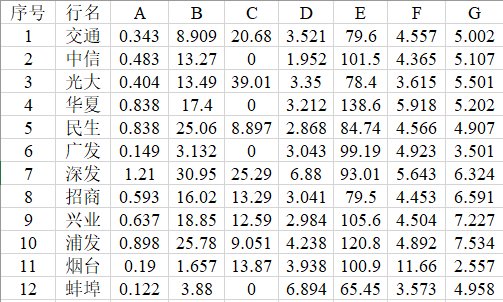 序号 行名 A B C D E F G
1 交通 0.343 8.909 20.68 3.521 79.6 4.557 5.002
2 中信 0.483 13.27 0 1.952 101.5 4.365 5.107
3 光大 0.404 13.49 39.01 3.35 78.4 3.615 5.501
4 华夏 0.838 17.4 0 3.212 138.6 5.918 5.202
5 民生 0.838 25.06 8.897 2.868 84.74 4.566 4.907
6 广发 0.149 3.132 0 3.043 99.19 4.923 3.501
7 深发 1.21 30.95 25.29 6.88 93.01 5.643 6.324
8 招商 0.593 16.02 13.29 3.041 79.5 4.453 6.591
9 兴业 0.637 18.85 12.59 2.984 105.6 4.504 7.227
10 浦发 0.898 25.78 9.051 4.238 120.8 4.892 7.534
11 烟台 0.19 1.657 13.87 3.938 100.9 11.66 2.557
12 蚌埠 0.122 3.88 0 6.894 65.45 3.573 4.958